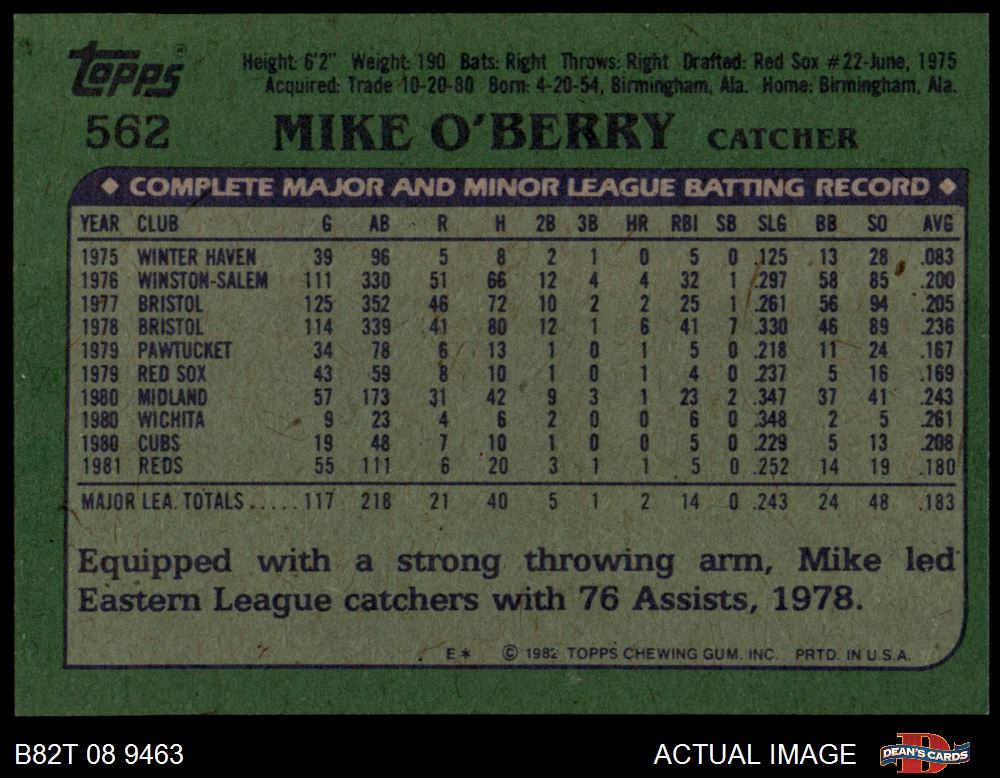 Topps®
Height: 6'2" Weight: 190 Bats: Right Throws: Right Drafted: Red Sox #22-June, 1975
Acquired: Trade 10-20-80 Born: 4-20-54, Birmingham, Ala. Home: Birmingham, Ala.
562 MIKE O'BERRY CATCHER
◆ COMPLETE MAJOR AND MINOR LEAGUE BATTING RECORD ◆
YEAR CLUB G AB R H 2B 3B HR RBI SB SLG BB SO AVG
1975 WINTER HAVEN 39 96 5 8 2 1 0 5 0 .125 13 28 .083
1976 WINSTON-SALEM 111 330 51 66 12 4 4 32 1 .297 58 85 .200
1977 BRISTOL 125 352 46 72 10 2 2 25 1 .261 56 94 .205
1978 BRISTOL 114 339 41 80 12 1 6 41 7 .330 46 89 .236
1979 PAWTUCKET 34 78 6 13 1 0 1 5 0 .218 11 24 .167
1979 RED SOX 43 59 8 10 1 0 1 4 0 .237 5 16 .169
1980 MIDLAND 57 173 31 42 9 3 1 23 2 .347 37 41 .243
1980 WICHITA 9 23 4 6 2 0 0 6 0 .348 2 5 .261
1980 CUBS 19 48 7 10 1 0 0 5 0 .229 5 13 .208
1981 REDS 55 111 6 20 3 1 1 5 0 .252 14 19 .180
MAJOR LEA. TOTALS ..... 117 218 21 40 5 1 2 14 0 .243 24 48 .183
Equipped with a strong throwing arm, Mike led
Eastern League catchers with 76 Assists, 1978.
E* © 1982 TOPPS CHEWING GUM, INC. PRTD. IN U.S.A.
B82T 08 9463 ACTUAL IMAGE DEAN'S CARDS